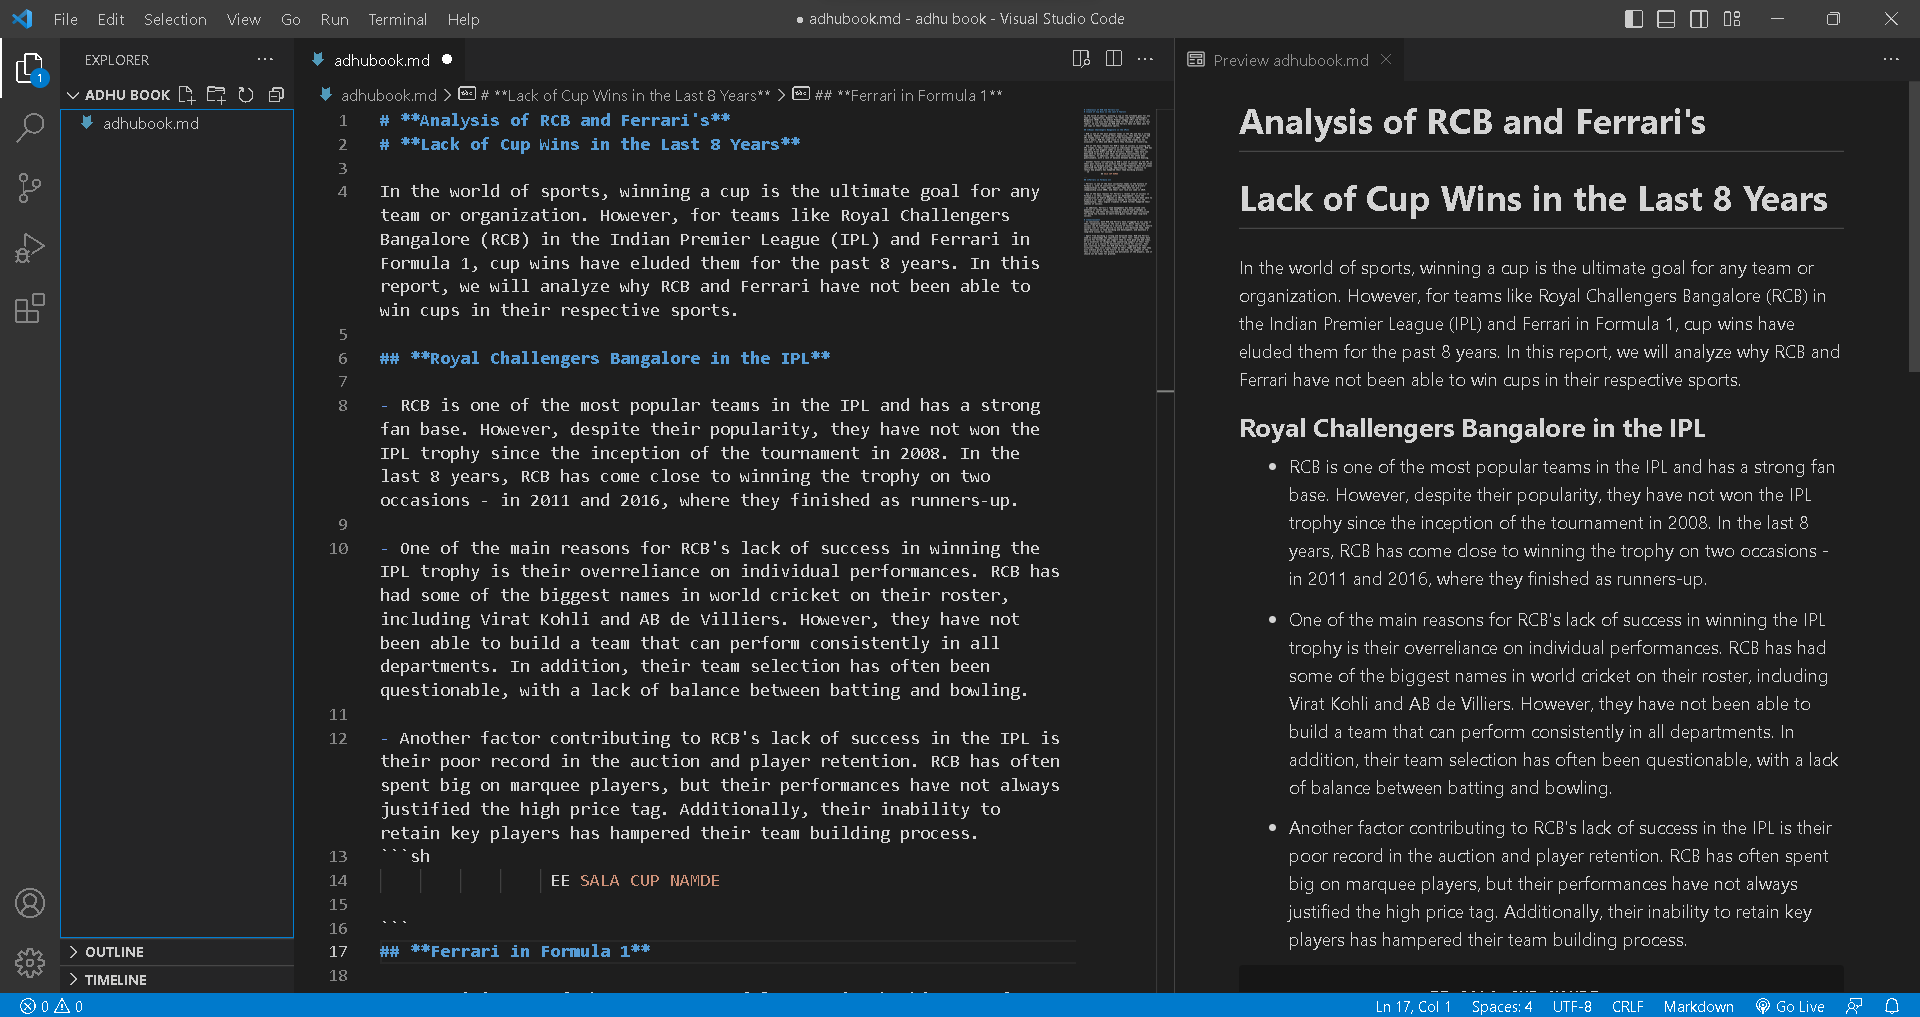 File Edit Selection View Go Run Terminal Help
● adhubook.md - adhu book - Visual Studio Code
EXPLORER
1
ADHU BOOK
adhubook.md
OUTLINE
TIMELINE
adhubook.md
adhubook.md > # **Lack of Cup Wins in the Last 8 Years** > ## **Ferrari in Formula 1**
1 # **Analysis of RCB and Ferrari's**
2 # **Lack of Cup Wins in the Last 8 Years**
3
4 In the world of sports, winning a cup is the ultimate goal for any
team or organization. However, for teams like Royal Challengers
Bangalore (RCB) in the Indian Premier League (IPL) and Ferrari in
Formula 1, cup wins have eluded them for the past 8 years. In this
report, we will analyze why RCB and Ferrari have not been able to
win cups in their respective sports.
5
6 ## **Royal Challengers Bangalore in the IPL**
7
8 - RCB is one of the most popular teams in the IPL and has a strong
fan base. However, despite their popularity, they have not won the
IPL trophy since the inception of the tournament in 2008. In the
last 8 years, RCB has come close to winning the trophy on two
occasions - in 2011 and 2016, where they finished as runners-up.
9
10 - One of the main reasons for RCB's lack of success in winning the
IPL trophy is their overreliance on individual performances. RCB has
had some of the biggest names in world cricket on their roster,
including Virat Kohli and AB de Villiers. However, they have not
been able to build a team that can perform consistently in all
departments. In addition, their team selection has often been
questionable, with a lack of balance between batting and bowling.
11
12 - Another factor contributing to RCB's lack of success in the IPL is
their poor record in the auction and player retention. RCB has often
spent big on marquee players, but their performances have not always
justified the high price tag. Additionally, their inability to
retain key players has hampered their team building process.
13 ```sh
14 EE SALA CUP NAMDE
15
16 ```
17 ## **Ferrari in Formula 1**
18
Preview adhubook.md
Analysis of RCB and Ferrari's
Lack of Cup Wins in the Last 8 Years
In the world of sports, winning a cup is the ultimate goal for any team or
organization. However, for teams like Royal Challengers Bangalore (RCB) in
the Indian Premier League (IPL) and Ferrari in Formula 1, cup wins have
eluded them for the past 8 years. In this report, we will analyze why RCB and
Ferrari have not been able to win cups in their respective sports.
Royal Challengers Bangalore in the IPL
• RCB is one of the most popular teams in the IPL and has a strong fan
base. However, despite their popularity, they have not won the IPL
trophy since the inception of the tournament in 2008. In the last 8
years, RCB has come close to winning the trophy on two occasions -
in 2011 and 2016, where they finished as runners-up.
• One of the main reasons for RCB's lack of success in winning the IPL
trophy is their overreliance on individual performances. RCB has had
some of the biggest names in world cricket on their roster, including
Virat Kohli and AB de Villiers. However, they have not been able to
build a team that can perform consistently in all departments. In
addition, their team selection has often been questionable, with a lack
of balance between batting and bowling.
• Another factor contributing to RCB's lack of success in the IPL is their
poor record in the auction and player retention. RCB has often spent
big on marquee players, but their performances have not always
justified the high price tag. Additionally, their inability to retain key
players has hampered their team building process.
0 0
Ln 17, Col 1 Spaces: 4 UTF-8 CRLF Markdown Go Live